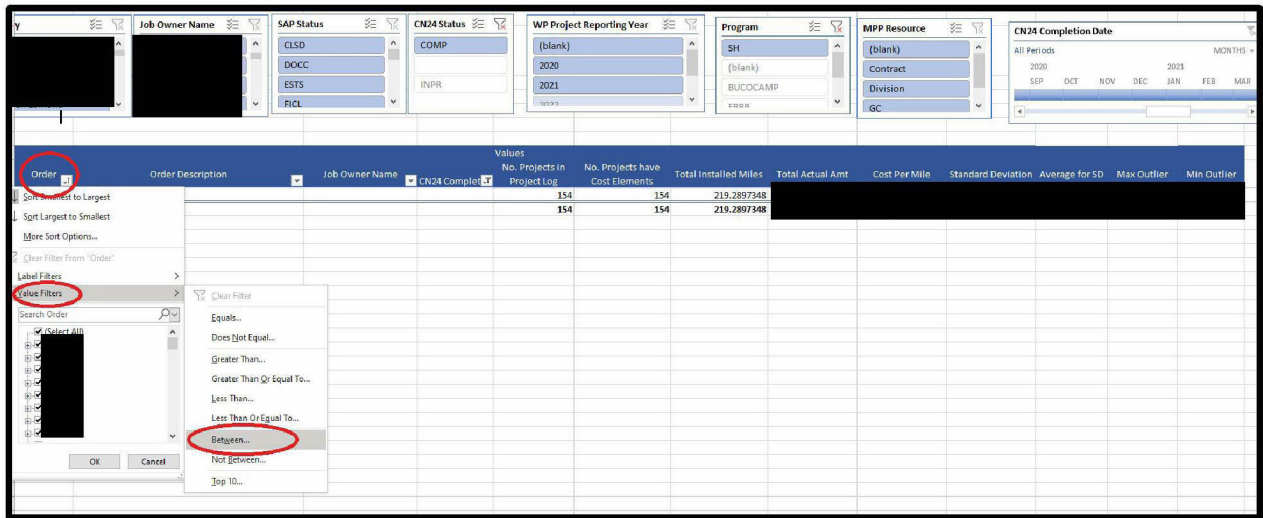 y
Job Owner Name
SAP Status
CLSD
DOCC
ESTS
FICL
CN24 Status
COMP
INPR
WP Project Reporting Year
(blank)
2020
2021
2022
Program
SH
(blank)
BUCOCAMP
MPP Resource
(blank)
Contract
Division
GC
CN24 Completion Date
All Periods MONTHS
2020 2021
SEP OCT NOV DEC JAN FEB MAR
Values
Order Order Description Job Owner Name CN24 Complet No. Projects in Project Log No. Projects have Cost Elements Total Installed Miles Total Actual Amt Cost Per Mile Standard Deviation Average for SD Max Outlier Min Outlier
154 154 219.2897348
154 154 219.2897348
Sort Smallest to Largest
Sort Largest to Smallest
More Sort Options...
Clear Filter From "Order"
Label Filters
Value Filters
Search Order
(Select All)
OK Cancel
Clear Filter
Equals...
Does Not Equal...
Greater Than...
Greater Than Or Equal To...
Less Than...
Less Than Or Equal To...
Between...
Not Between...
Top 10...